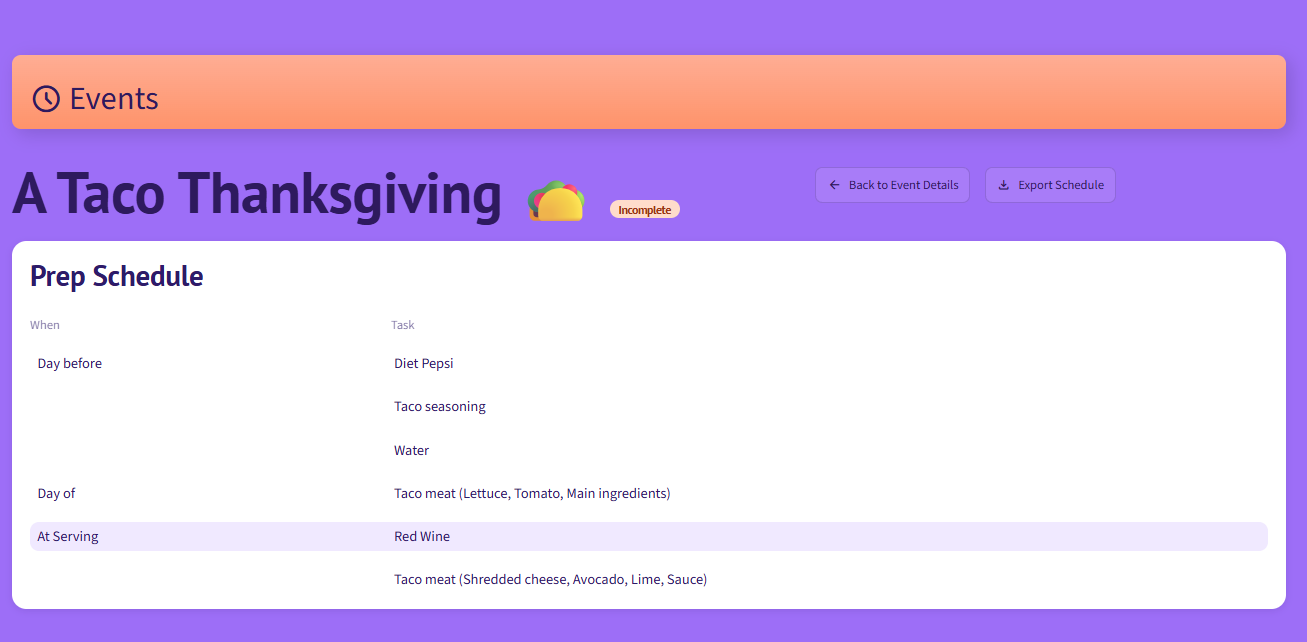 Events
A Taco Thanksgiving
Incomplete
Back to Event Details
Export Schedule
Prep Schedule
When Task
Day before Diet Pepsi
Taco seasoning
Water
Day of Taco meat (Lettuce, Tomato, Main ingredients)
At Serving Red Wine
Taco meat (Shredded cheese, Avocado, Lime, Sauce)